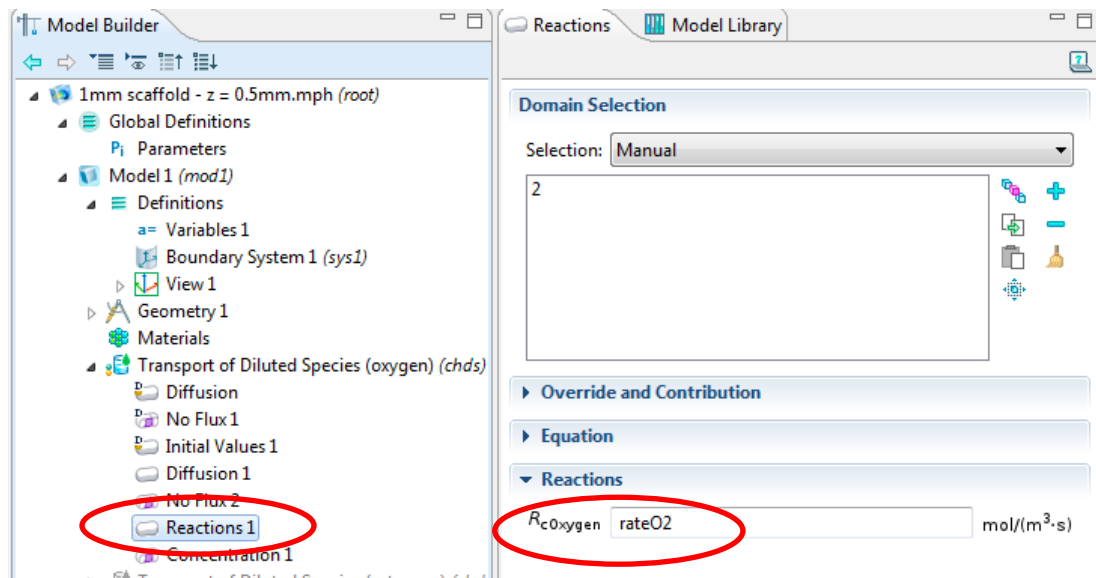 Model Builder
1mm scaffold - z = 0.5mm.mph (root)
Global Definitions
Pi Parameters
Model 1 (mod1)
Definitions
a= Variables 1
Boundary System 1 (sys1)
View 1
Geometry 1
Materials
Transport of Diluted Species (oxygen) (chds)
D Diffusion
D No Flux 1
D Initial Values 1
Diffusion 1
No Flux 2
Reactions 1
Concentration 1
Reactions
Model Library
Domain Selection
Selection: Manual
2
Override and Contribution
Equation
Reactions
RcOxygen rateO2 mol/(m³·s)